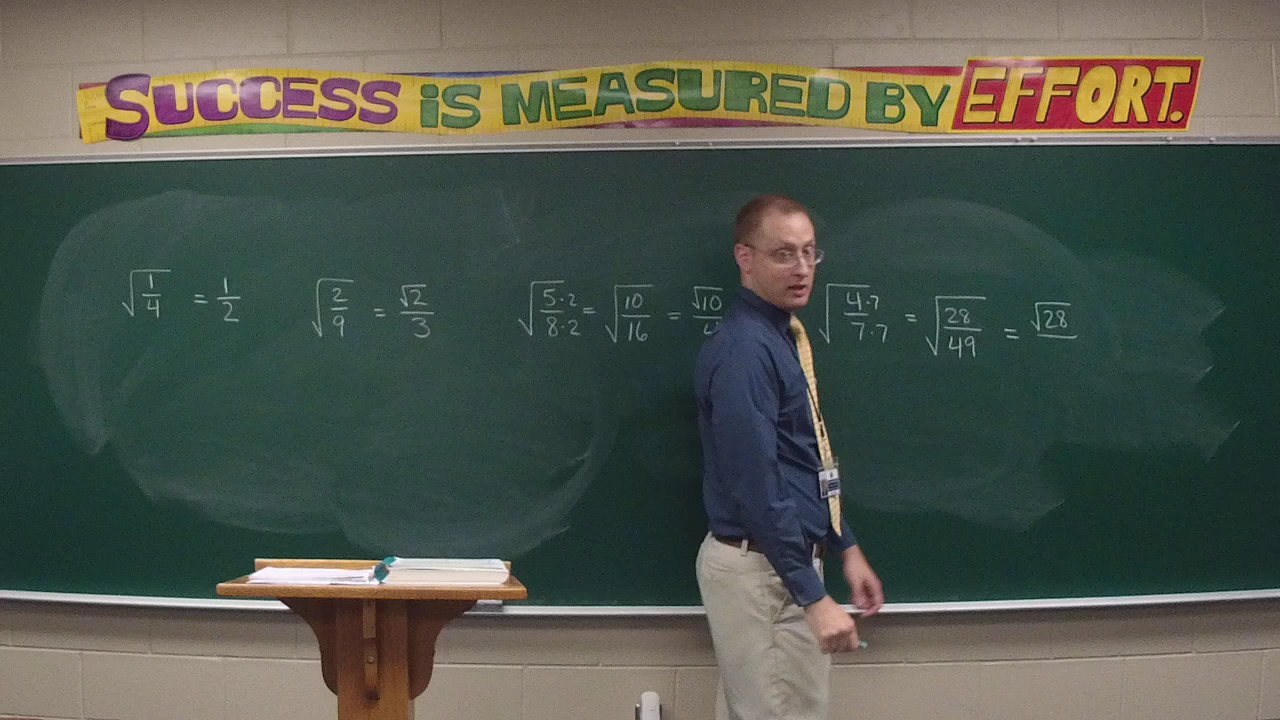 SUCCESS iS MEASURED BY EFFORT.
√(1/4) = 1/2
√(2/9) = √2/3
√(5·2/8·2) = √(10/16) = √10/4
√(4·7/7·7) = √(28/49) = √28